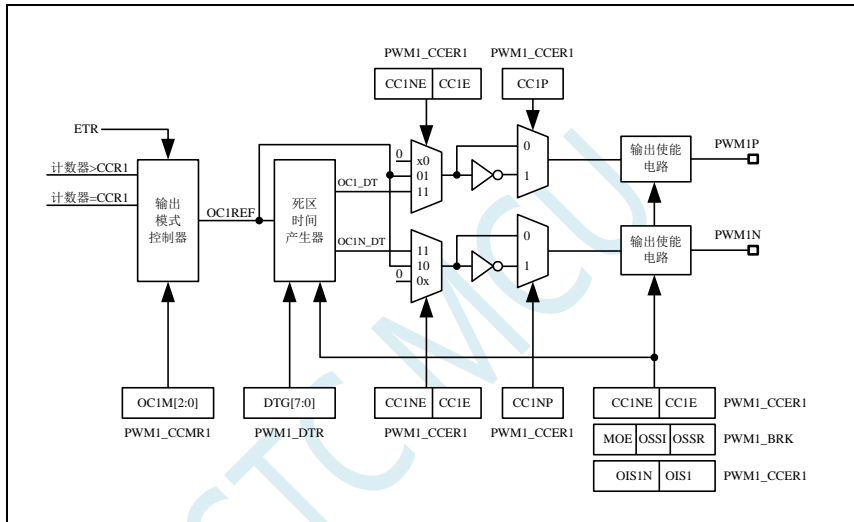 PWM1_CCER1
PWM1_CCER1
CC1NE CC1E
CC1P
ETR
计数器>CCR1
计数器=CCR1
输出
模式
控制器
OC1REF
死区
时间
产生器
OC1_DT
OC1N_DT
0
x0
01
11
0
1
输出使能
电路
PWM1P
11
10
0x
0
0
1
输出使能
电路
PWM1N
OC1M[2:0]
PWM1_CCMR1
DTG[7:0]
PWM1_DTR
CC1NE CC1E
PWM1_CCER1
CC1NP
PWM1_CCER1
CC1NE CC1E
PWM1_CCER1
MOE OSSI OSSR
PWM1_BRK
OIS1N OIS1
PWM1_CCER1
STC MCU